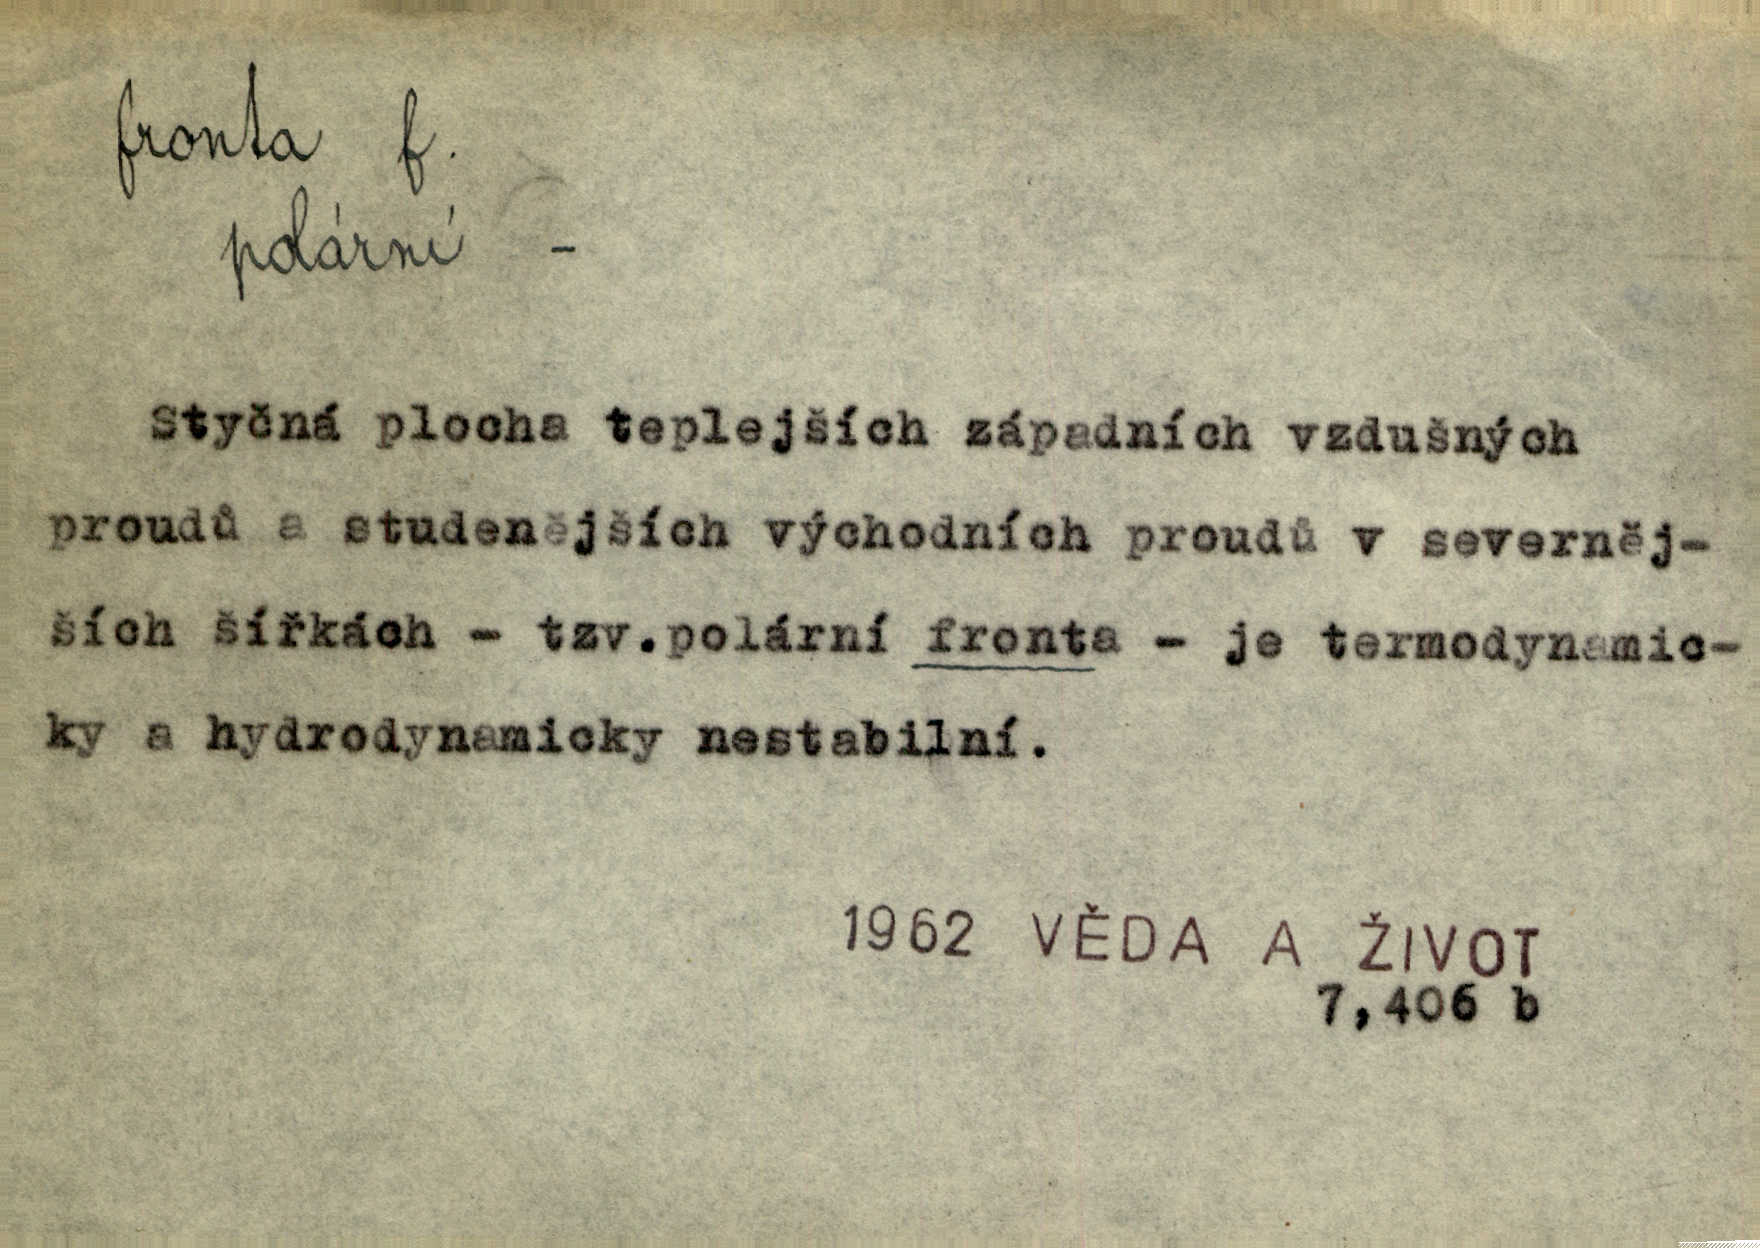 fronta f.
polární -
Styčná plocha teplejších západních vzdušných
proudů a studenějších východních proudů v severněj-
ších šířkách - tzv.polární fronta - je termodynamic-
ky a hydrodynamicky nestabilní.
1962 VĚDA A ŽIVOT
7,406 b